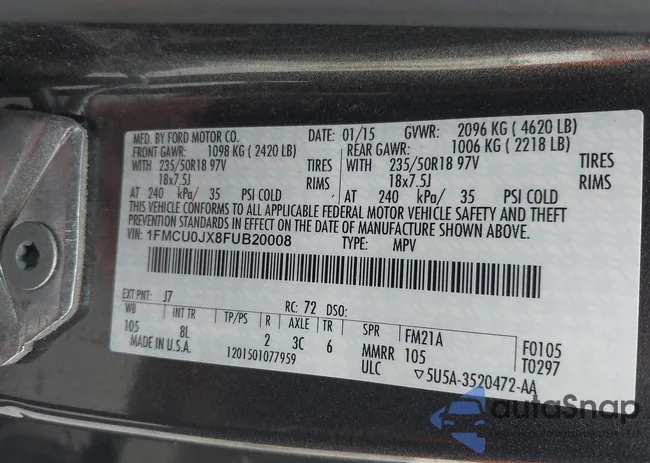 MFD. BY FORD MOTOR CO. DATE: 01/15 GVWR: 2096 KG ( 4620 LB)
FRONT GAWR: 1098 KG ( 2420 LB) REAR GAWR: 1006 KG ( 2218 LB)
WITH 235/50R18 97V TIRES WITH 235/50R18 97V TIRES
18x7.5J RIMS 18x7.5J RIMS
AT 240 kPa/ 35 PSI COLD AT 240 kPa/ 35 PSI COLD
THIS VEHICLE CONFORMS TO ALL APPLICABLE FEDERAL MOTOR VEHICLE SAFETY AND THEFT
PREVENTION STANDARDS IN EFFECT ON THE DATE OF MANUFACTURE SHOWN ABOVE.
VIN: 1FMCU0JX8FUB20008 TYPE: MPV
EXT PNT: J7 RC: 72 DSO:
WB INT TR TP/PS R AXLE TR SPR FM21A F0105
105 8L 2 3C 6 MMRR 105 T0297
MADE IN U.S.A. 1201501077959 ULC ▽5U5A-3520472-AA
autoSnap